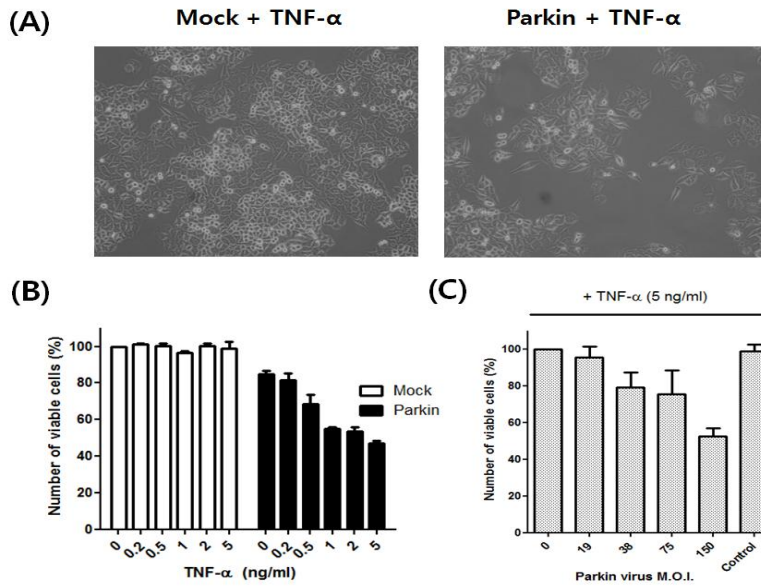 (A)
Mock + TNF-α
Parkin + TNF-α
(B)
Number of viable cells (%)
100
80
60
40
20
0
Mock
Parkin
0 0.2 0.5 1 2 5 0 0.2 0.5 1 2 5
TNF-α (ng/ml)
(C)
+ TNF-α (5 ng/ml)
Number of viable cells (%)
100
80
60
40
20
0
0 19 38 75 150 Control
Parkin virus M.O.I.